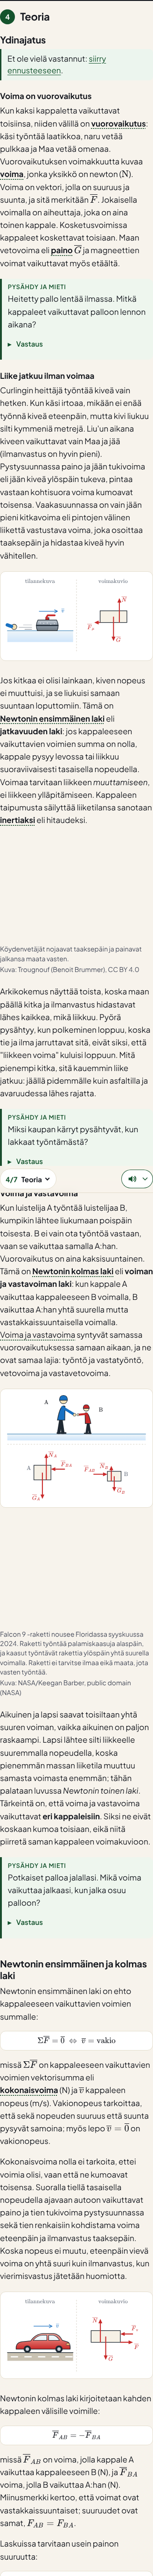 4 Teoria
Ydinajatus
Et ole vielä vastannut: siirry
ennusteeseen.
Voima on vuorovaikutus
Kun kaksi kappaletta vaikuttavat
toisiinsa, niiden välillä on vuorovaikutus:
käsi työntää laatikkoa, naru vetää
pulkkaa ja Maa vetää omenaa.
Vuorovaikutuksen voimakkuutta kuvaa
voima, jonka yksikkö on newton (N).
Voima on vektori, jolla on suuruus ja
suunta, ja sitä merkitään F. Jokaisella
voimalla on aiheuttaja, joka on aina
toinen kappale. Kosketusvoimissa
kappaleet koskettavat toisiaan. Maan
vetovoima eli paino G ja magneettien
voimat vaikuttavat myös etäältä.
PYSÄHDY JA MIETI
Heitetty pallo lentää ilmassa. Mitkä
kappaleet vaikuttavat palloon lennon
aikana?
▸ Vastaus
Liike jatkuu ilman voimaa
Curlingin heittäjä työntää kiveä vain
hetken. Kun käsi irtoaa, mikään ei enää
työnnä kiveä eteenpäin, mutta kivi liukuu
silti kymmeniä metrejä. Liu'un aikana
kiveen vaikuttavat vain Maa ja jää
(ilmanvastus on hyvin pieni).
Pystysuunnassa paino ja jään tukivoima
eli jään kiveä ylöspäin tukeva, pintaa
vastaan kohtisuora voima kumoavat
toisensa. Vaakasuunnassa on vain jään
pieni kitkavoima eli pintojen välinen
liikettä vastustava voima, joka osoittaa
taaksepäin ja hidastaa kiveä hyvin
vähitellen.
tilannekuva voimakuvio
v
N
Fμ
G
Jos kitkaa ei olisi lainkaan, kiven nopeus
ei muuttuisi, ja se liukuisi samaan
suuntaan loputtomiin. Tämä on
Newtonin ensimmäinen laki eli
jatkavuuden laki: jos kappaleeseen
vaikuttavien voimien summa on nolla,
kappale pysyy levossa tai liikkuu
suoraviivaisesti tasaisella nopeudella.
Voimaa tarvitaan liikkeen muuttamiseen,
ei liikkeen ylläpitämiseen. Kappaleen
taipumusta säilyttää liiketilansa sanotaan
inertiaksi eli hitaudeksi.
Köydenvetäjät nojaavat taaksepäin ja painavat
jalkansa maata vasten.
Kuva: Trougnouf (Benoit Brummer), CC BY 4.0
Arkikokemus näyttää toista, koska maan
päällä kitka ja ilmanvastus hidastavat
lähes kaikkea, mikä liikkuu. Pyörä
pysähtyy, kun polkeminen loppuu, koska
tie ja ilma jarruttavat sitä, eivät siksi, että
"liikkeen voima" kuluisi loppuun. Mitä
pienempi kitka, sitä kauemmin liike
jatkuu: jäällä pidemmälle kuin asfaltilla ja
avaruudessa lähes rajatta.
PYSÄHDY JA MIETI
Miksi kaupan kärryt pysähtyvät, kun
lakkaat työntämästä?
▸ Vastaus
4/7 Teoria
Voima ja vastavoima
Kun luistelija A työntää luistelijaa B,
kumpikin lähtee liukumaan poispäin
toisesta. B ei vain ota työntöä vastaan,
vaan se vaikuttaa samalla A:han.
Vuorovaikutus on aina kaksisuuntainen.
Tämä on Newtonin kolmas laki eli voiman
ja vastavoiman laki: kun kappale A
vaikuttaa kappaleeseen B voimalla, B
vaikuttaa A:han yhtä suurella mutta
vastakkaissuuntaisella voimalla.
Voima ja vastavoima syntyvät samassa
vuorovaikutuksessa saman aikaan, ja ne
ovat samaa lajia: työntö ja vastatyöntö,
vetovoima ja vastavetovoima.
A
B
A
N A
F BA
G A
F AB
N B
B
G B
Falcon 9 -raketti nousee Floridassa syyskuussa
2024. Raketti työntää palamiskaasuja alaspäin,
ja kaasut työntävät rakettia ylöspäin yhtä suurella
voimalla. Raketti ei tarvitse ilmaa eikä maata, jota
vasten työntää.
Kuva: NASA/Keegan Barber, public domain
(NASA)
Aikuinen ja lapsi saavat toisiltaan yhtä
suuren voiman, vaikka aikuinen on paljon
raskaampi. Lapsi lähtee silti liikkeelle
suuremmalla nopeudella, koska
pienemmän massan liiketila muuttuu
samasta voimasta enemmän; tähän
palataan luvussa Newtonin toinen laki.
Tärkeintä on, että voima ja vastavoima
vaikuttavat eri kappaleisiin. Siksi ne eivät
koskaan kumoa toisiaan, eikä niitä
piirretä saman kappaleen voimakuvioon.
PYSÄHDY JA MIETI
Potkaiset palloa jalallasi. Mikä voima
vaikuttaa jalkaasi, kun jalka osuu
palloon?
▸ Vastaus
Newtonin ensimmäinen ja kolmas
laki
Newtonin ensimmäinen laki on ehto
kappaleeseen vaikuttavien voimien
summalle:
ΣF = 0 ⇔ v = vakio
missä ΣF on kappaleeseen vaikuttavien
voimien vektorisumma eli
kokonaisvoima (N) ja v kappaleen
nopeus (m/s). Vakionopeus tarkoittaa,
että sekä nopeuden suuruus että suunta
pysyvät samoina; myös lepo v = 0 on
vakionopeus.
Kokonaisvoima nolla ei tarkoita, ettei
voimia olisi, vaan että ne kumoavat
toisensa. Suoralla tiellä tasaisella
nopeudella ajavaan autoon vaikuttavat
paino ja tien tukivoima pystysuunnassa
sekä tien renkaisiin kohdistama voima
eteenpäin ja ilmanvastus taaksepäin.
Koska nopeus ei muutu, eteenpäin vievä
voima on yhtä suuri kuin ilmanvastus, kun
vierimisvastus jätetään huomiotta.
tilannekuva voimakuvio
v
N
Fv
F
G
Newtonin kolmas laki kirjoitetaan kahden
kappaleen välisille voimille:
F AB = −F BA
missä F AB on voima, jolla kappale A
vaikuttaa kappaleeseen B (N), ja F BA
voima, jolla B vaikuttaa A:han (N).
Miinusmerkki kertoo, että voimat ovat
vastakkaissuuntaiset: suuruudet ovat
samat, F AB = F BA.
Laskuissa tarvitaan usein painon
suuruutta: